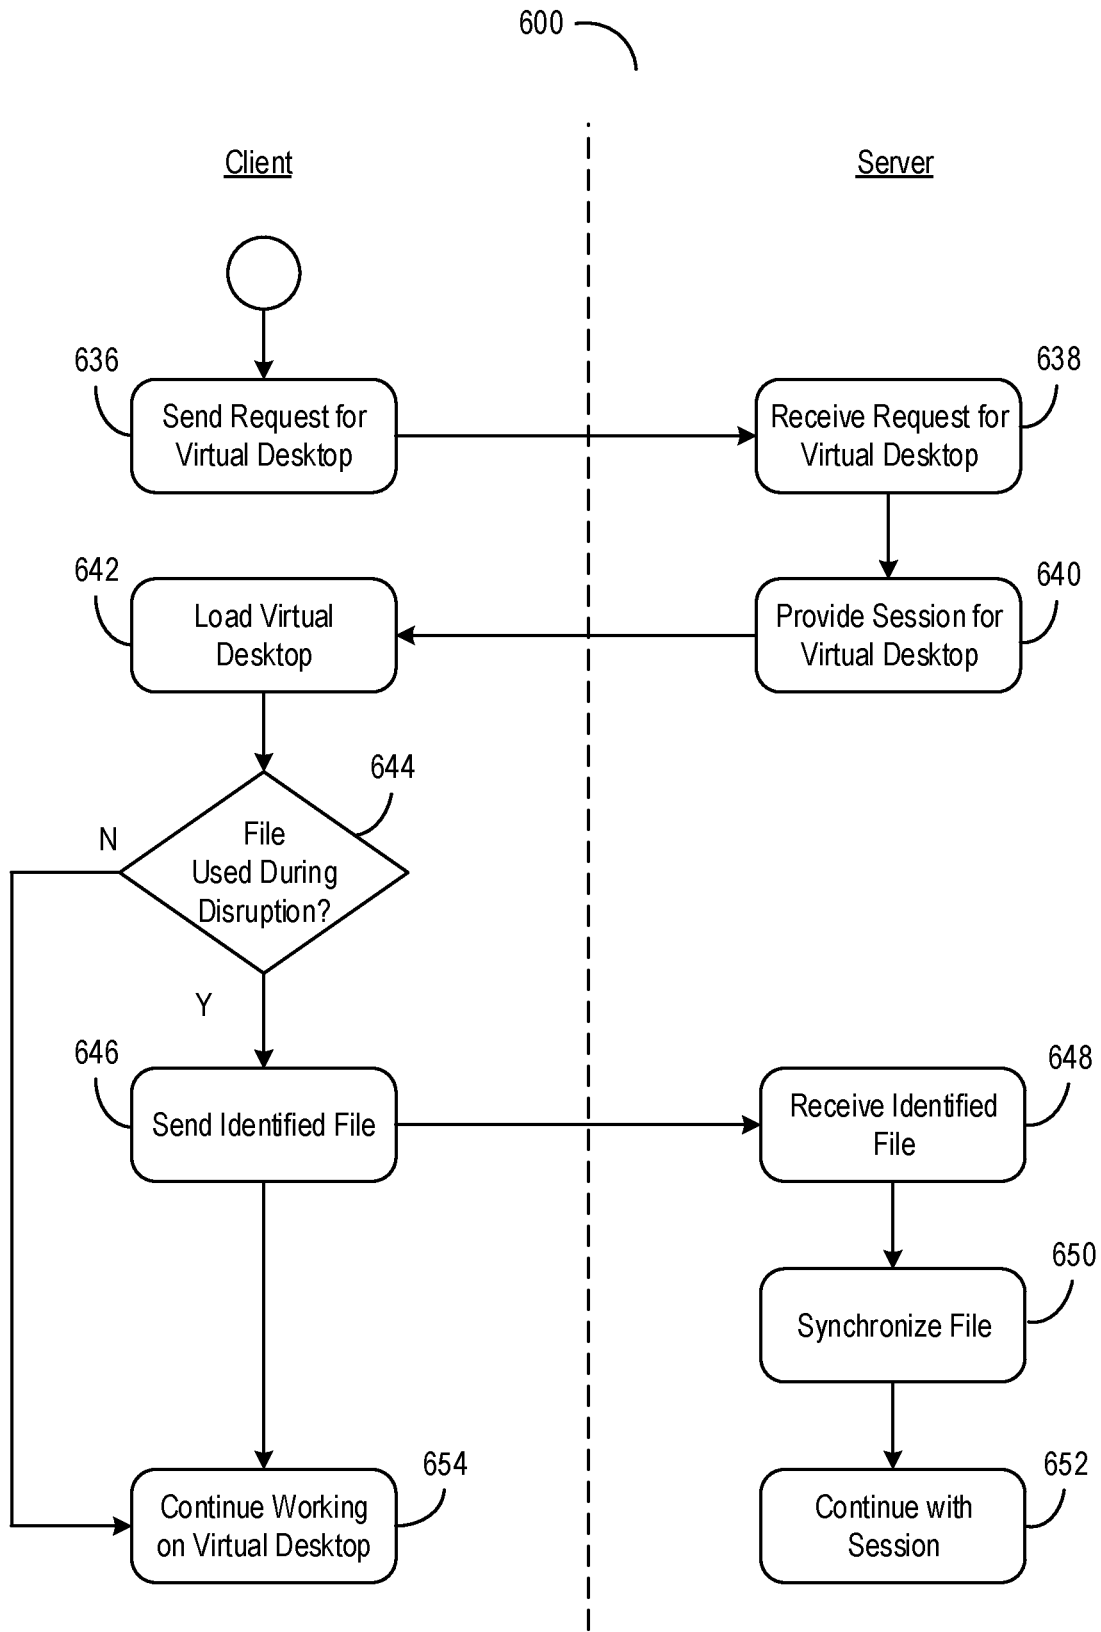 600
Client
Server
636
Send Request for
Virtual Desktop
638
Receive Request for
Virtual Desktop
642
Load Virtual
Desktop
640
Provide Session for
Virtual Desktop
644
File
Used During
Disruption?
N
Y
646
Send Identified File
648
Receive Identified
File
650
Synchronize File
654
Continue Working
on Virtual Desktop
652
Continue with
Session